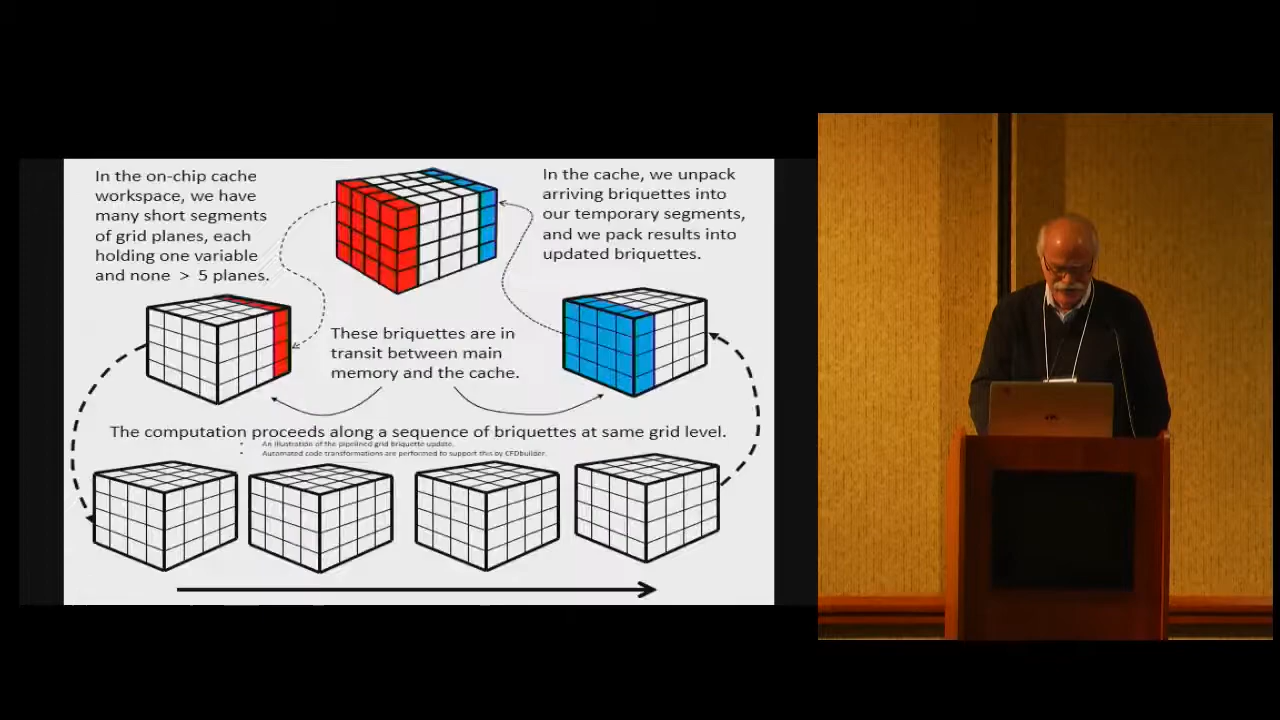 In the on-chip cache
workspace, we have
many short segments
of grid planes, each
holding one variable
and none > 5 planes.
In the cache, we unpack
arriving briquettes into
our temporary segments,
and we pack results into
updated briquettes.
These briquettes are in
transit between main
memory and the cache.
The computation proceeds along a sequence of briquettes at same grid level.
• An illustration of the pipelined grid briquette update.
• Automated code transformations are performed to support this by CFDbuilder.